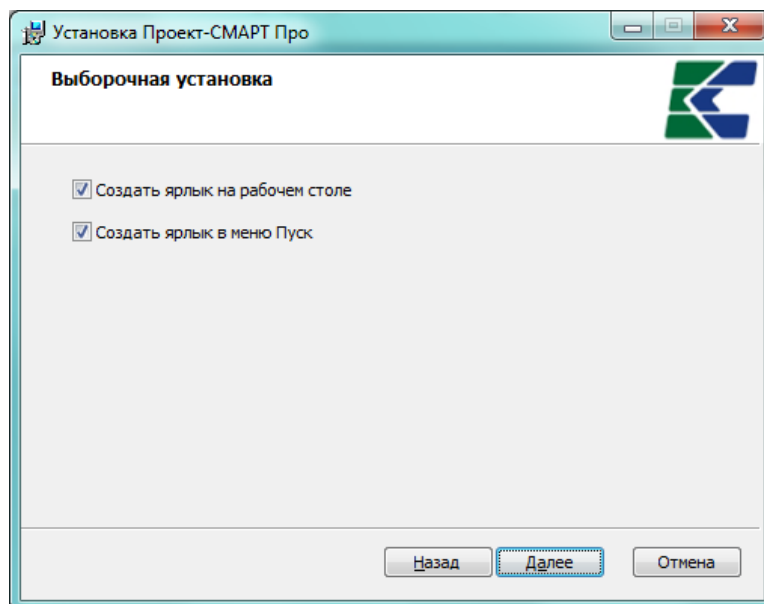 Установка Проект-СМАРТ Про
Выборочная установка
Создать ярлык на рабочем столе
Создать ярлык в меню Пуск
Назад Далее Отмена